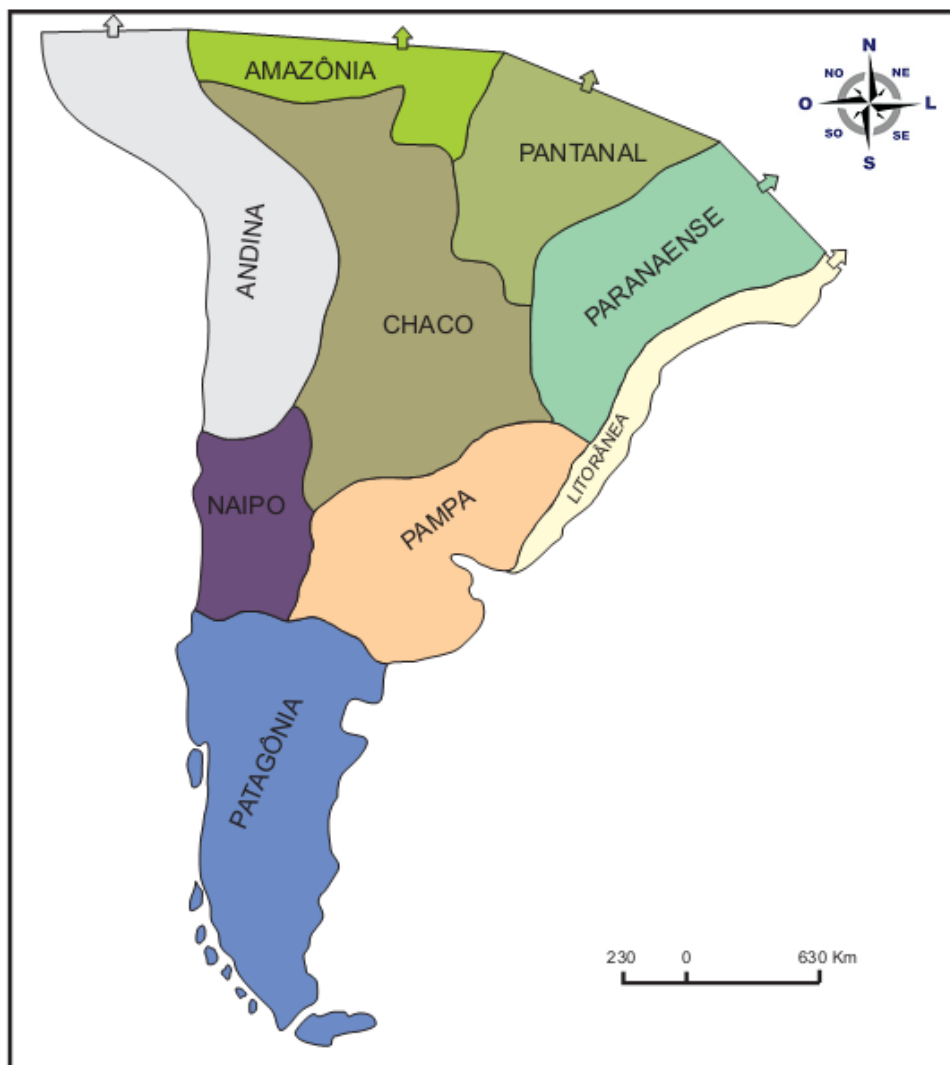 AMAZÔNIA
N
NO
NE
O
L
SO
SE
S
PANTANAL
ANDINA
PARANAENSE
CHACO
LITORÂNEA
NAIPO
PAMPA
PATAGÔNIA
230 0 630 Km